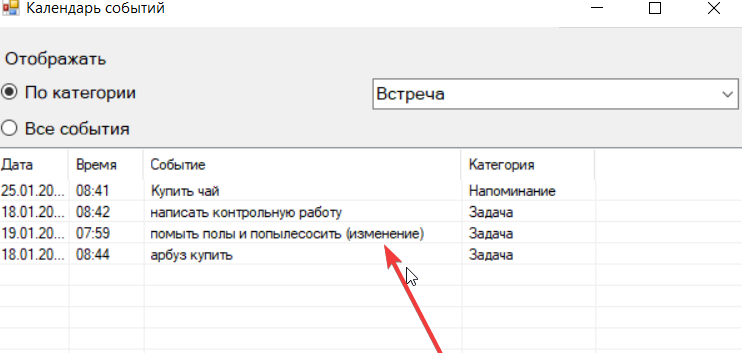 Календарь событий
Отображать
По категории
Встреча
Все события
Дата Время Событие Категория
25.01.20... 08:41 Купить чай Напоминание
18.01.20... 08:42 написать контрольную работу Задача
19.01.20... 07:59 помыть полы и попылесосить (изменение) Задача
18.01.20... 08:44 арбуз купить Задача